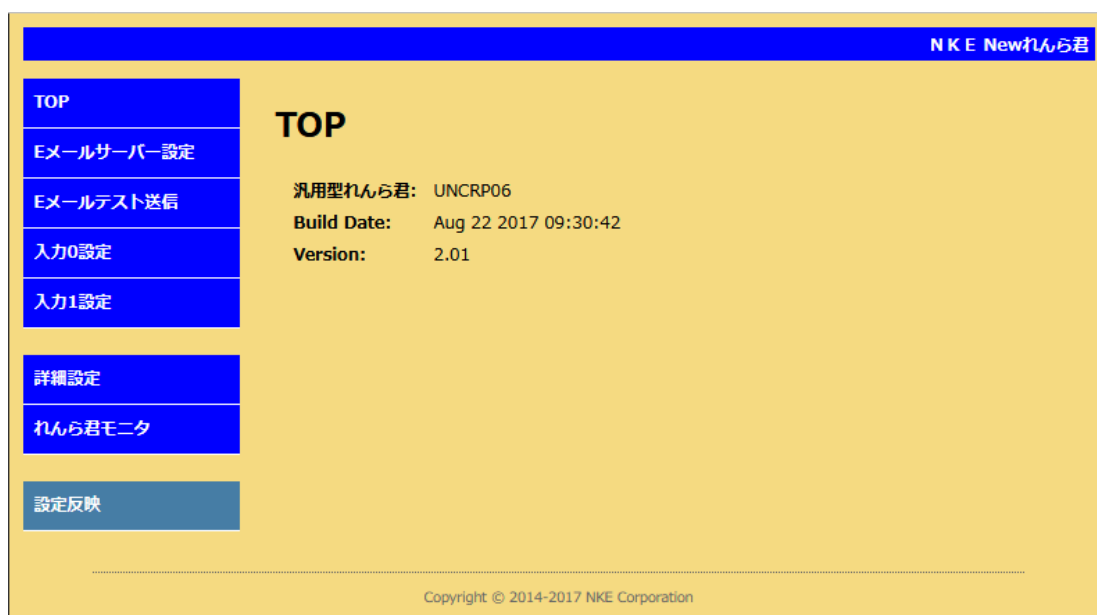 N K E Newれんら君
TOP
Eメールサーバー設定
Eメールテスト送信
入力0設定
入力1設定
詳細設定
れんら君モニタ
設定反映
TOP
汎用型れんら君: UNCRP06
Build Date: Aug 22 2017 09:30:42
Version: 2.01
Copyright © 2014-2017 NKE Corporation